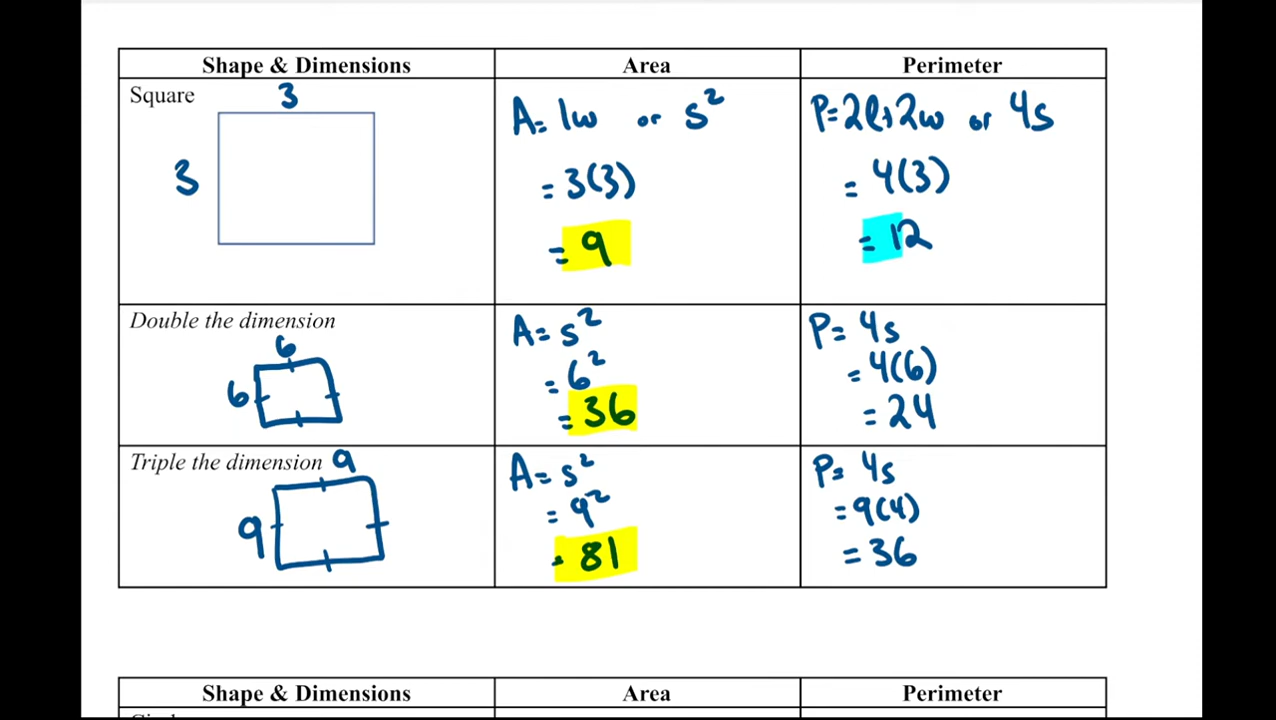 Shape & Dimensions Area Perimeter
Square
3
3
A = lw or s²
= 3(3)
= 9
P = 2l + 2w or 4s
= 4(3)
= 12
Double the dimension
6
6
A = s²
= 6²
= 36
P = 4s
= 4(6)
= 24
Triple the dimension
9
9
A = s²
= 9²
= 81
P = 4s
= 9(4)
= 36
Shape & Dimensions Area Perimeter